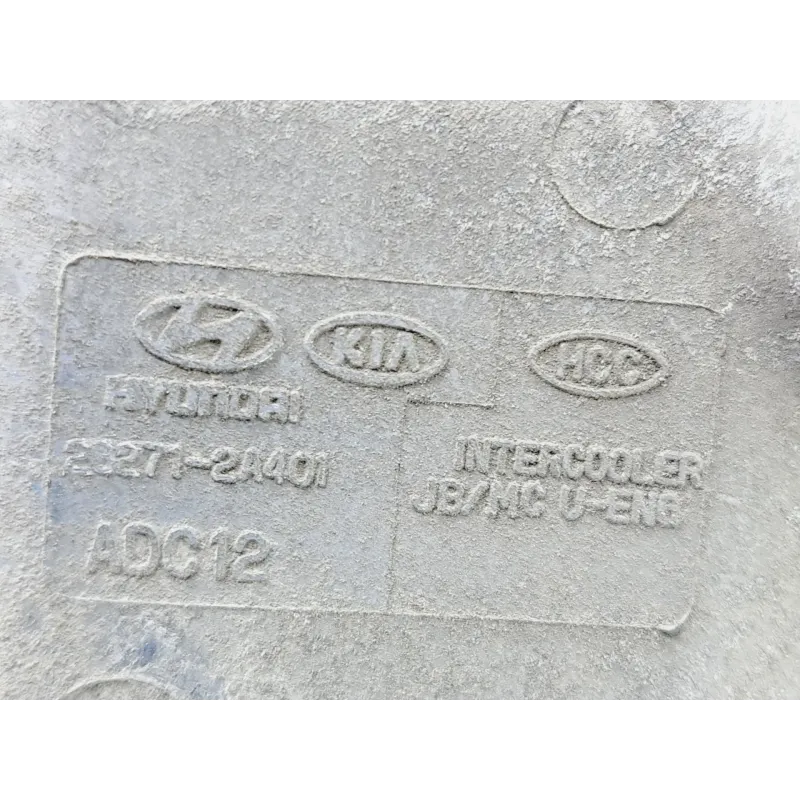 HYUNDAI
KIA
HCC
28271-2A401
INTERCOOLER
JB/MC U-ENG
ADC12